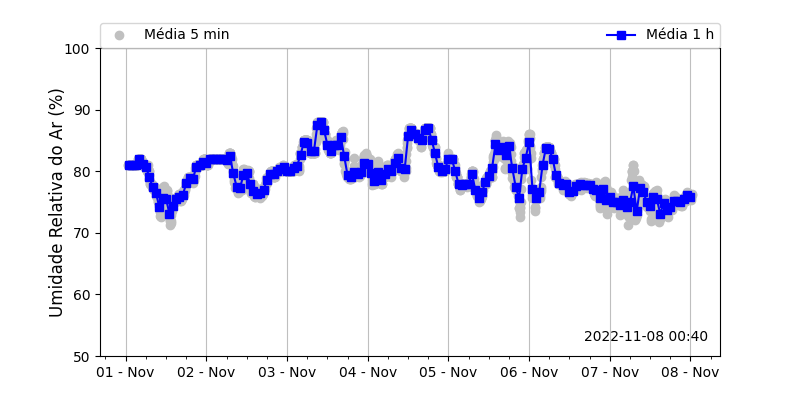 Média 5 min
Média 1 h
100
90
80
70
60
50
Umidade Relativa do Ar (%)
2022-11-08 00:40
01 - Nov
02 - Nov
03 - Nov
04 - Nov
05 - Nov
06 - Nov
07 - Nov
08 - Nov